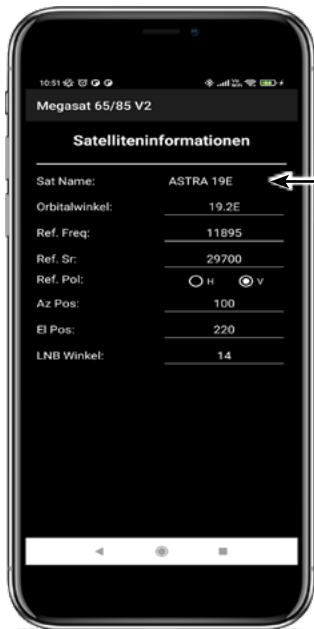 10:51
Megasat 65/85 V2
Satelliteninformationen
Sat Name: ASTRA 19E
Orbitalwinkel: 19.2E
Ref. Freq: 11895
Ref. Sr: 29700
Ref. Pol: H V
Az Pos: 100
El Pos: 220
LNB Winkel: 14